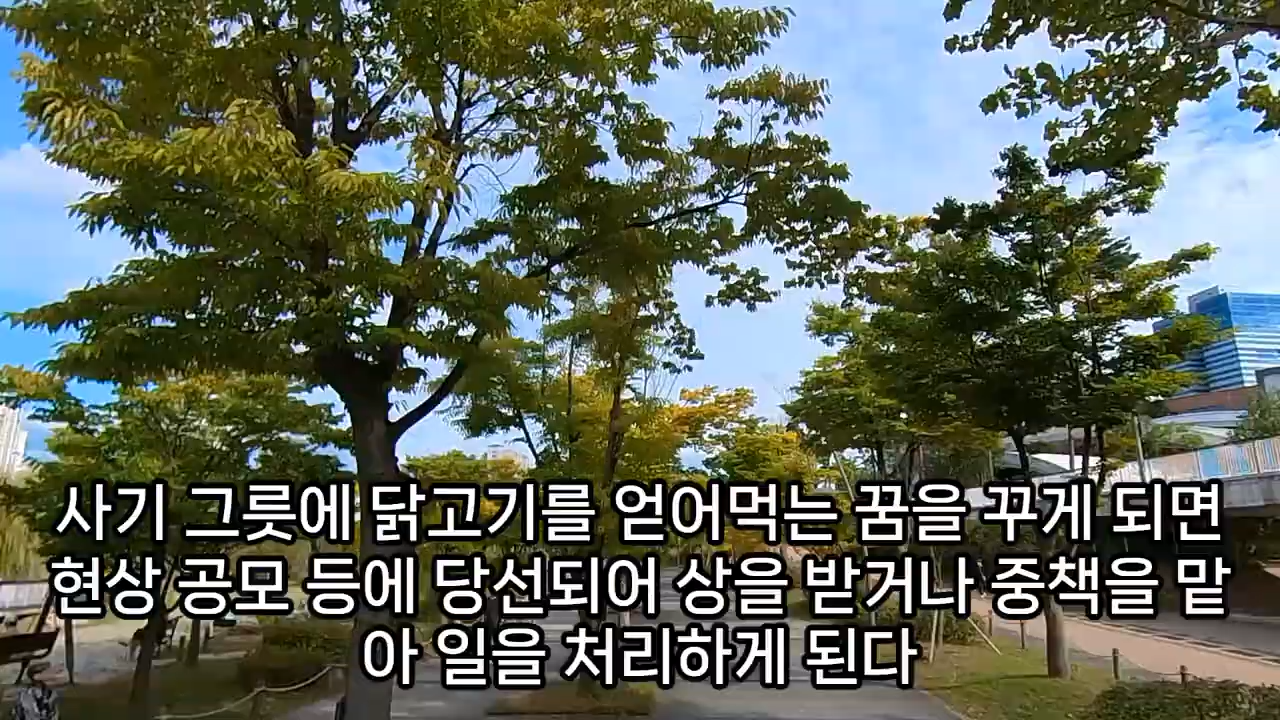 사기 그릇에 닭고기를 얻어먹는 꿈을 꾸게 되면
현상 공모 등에 당선되어 상을 받거나 중책을 맡
아 일을 처리하게 된다